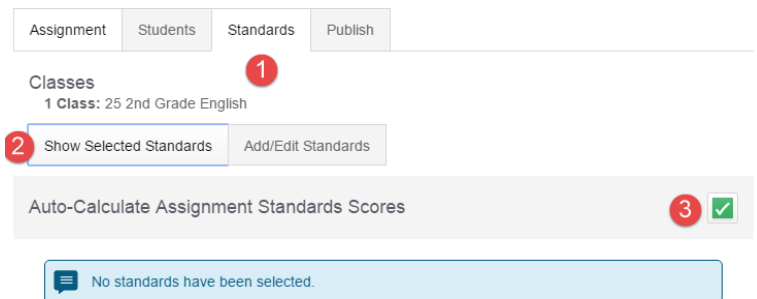 Assignment Students Standards Publish
1
Classes
1 Class: 25 2nd Grade English
2 Show Selected Standards Add/Edit Standards
Auto-Calculate Assignment Standards Scores 3
No standards have been selected.